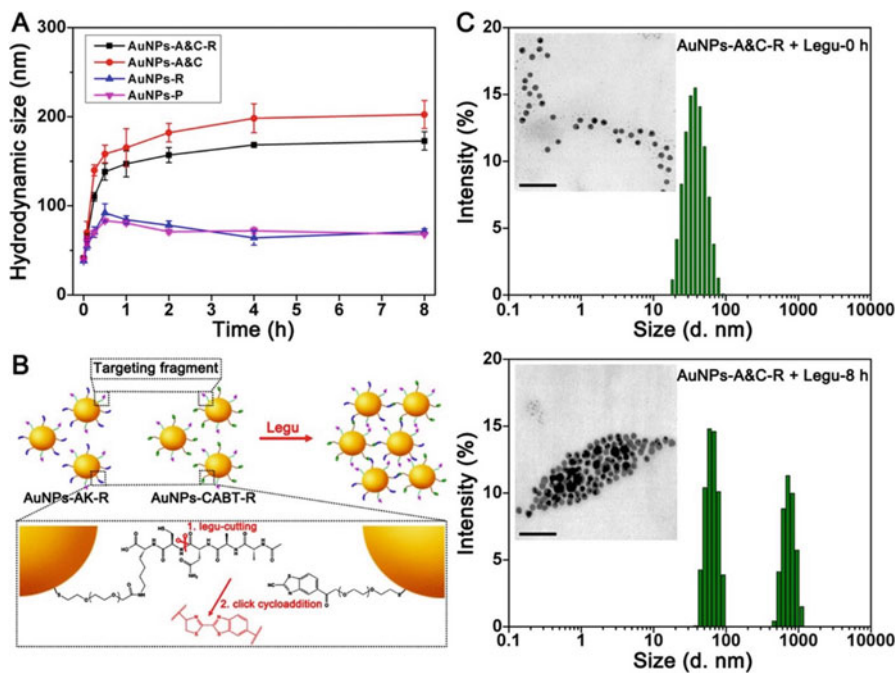 A
300
200
100
0
Hydrodynamic size (nm)
AuNPs-A&C-R
AuNPs-A&C
AuNPs-R
AuNPs-P
0 1 2 3 4 5 6 7 8
Time (h)
B
Targeting fragment
Legu
AuNPs-AK-R
AuNPs-CABT-R
1. legu-cutting
2. click cycloaddition
C
AuNPs-A&C-R + Legu-0 h
20
15
10
5
0
Intensity (%)
0.1 1 10 100 1000 10000
Size (d. nm)
AuNPs-A&C-R + Legu-8 h
20
15
10
5
0
Intensity (%)
0.1 1 10 100 1000 10000
Size (d. nm)